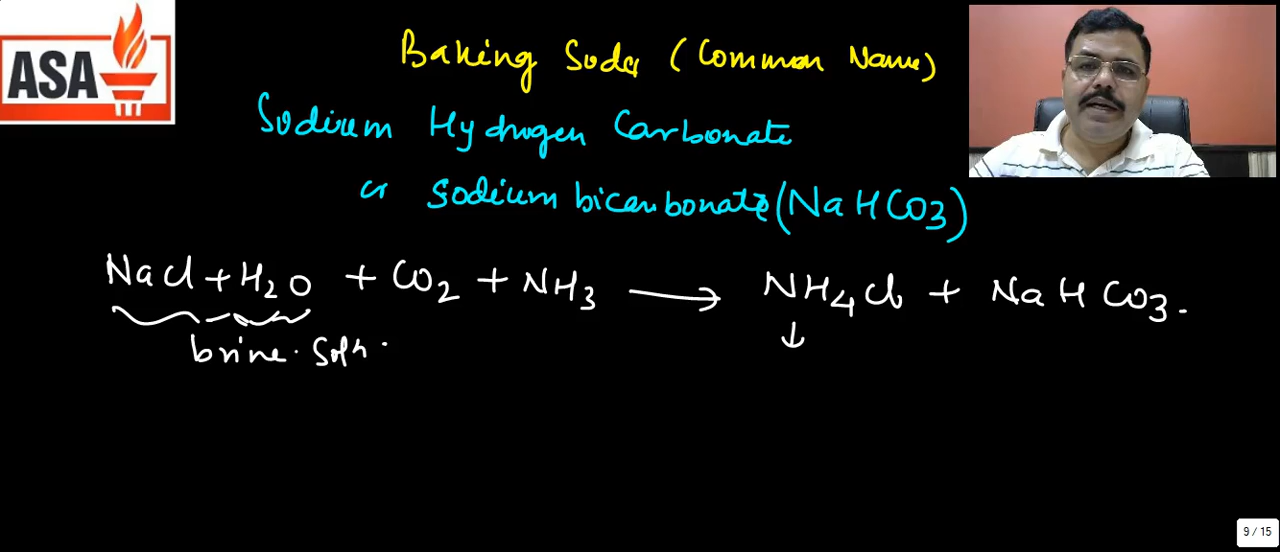 ASA
Baking Soda (Common Name)
Sodium Hydrogen Carbonate
or Sodium bicarbonate (NaHCO3)
NaCl + H2O + CO2 + NH3 ⟶ NH4Cl + NaHCO3.
↓
brine. Soln.
9 / 15